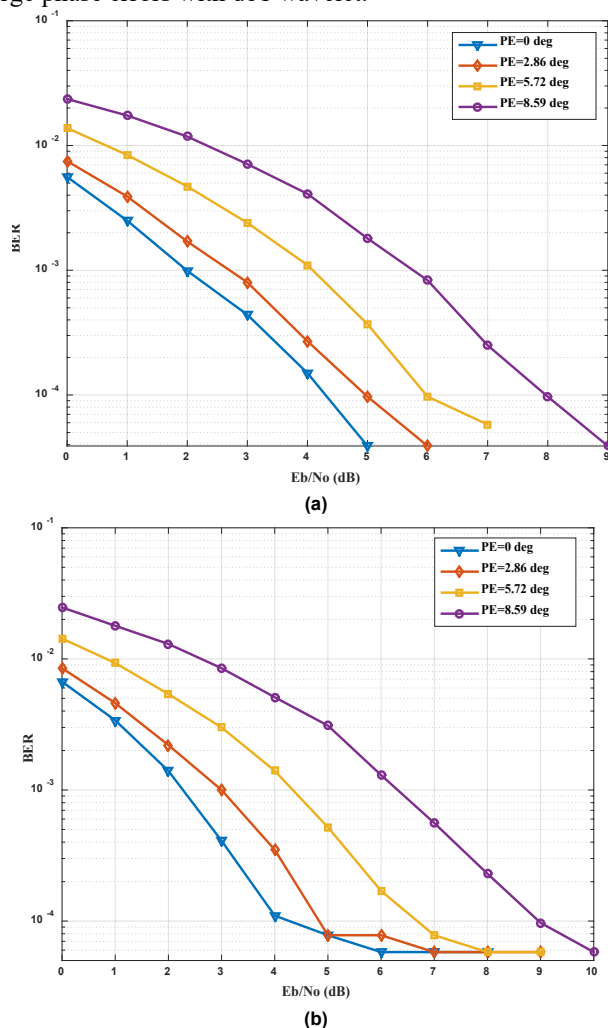 PE=0 deg
PE=2.86 deg
PE=5.72 deg
PE=8.59 deg
10 -1
10 -2
10 -3
10 -4
BER
0 1 2 3 4 5 6 7 8 9
Eb/No (dB)
(a)
PE=0 deg
PE=2.86 deg
PE=5.72 deg
PE=8.59 deg
10 -1
10 -2
10 -3
10 -4
BER
0 1 2 3 4 5 6 7 8 9 10
Eb/No (dB)
(b)